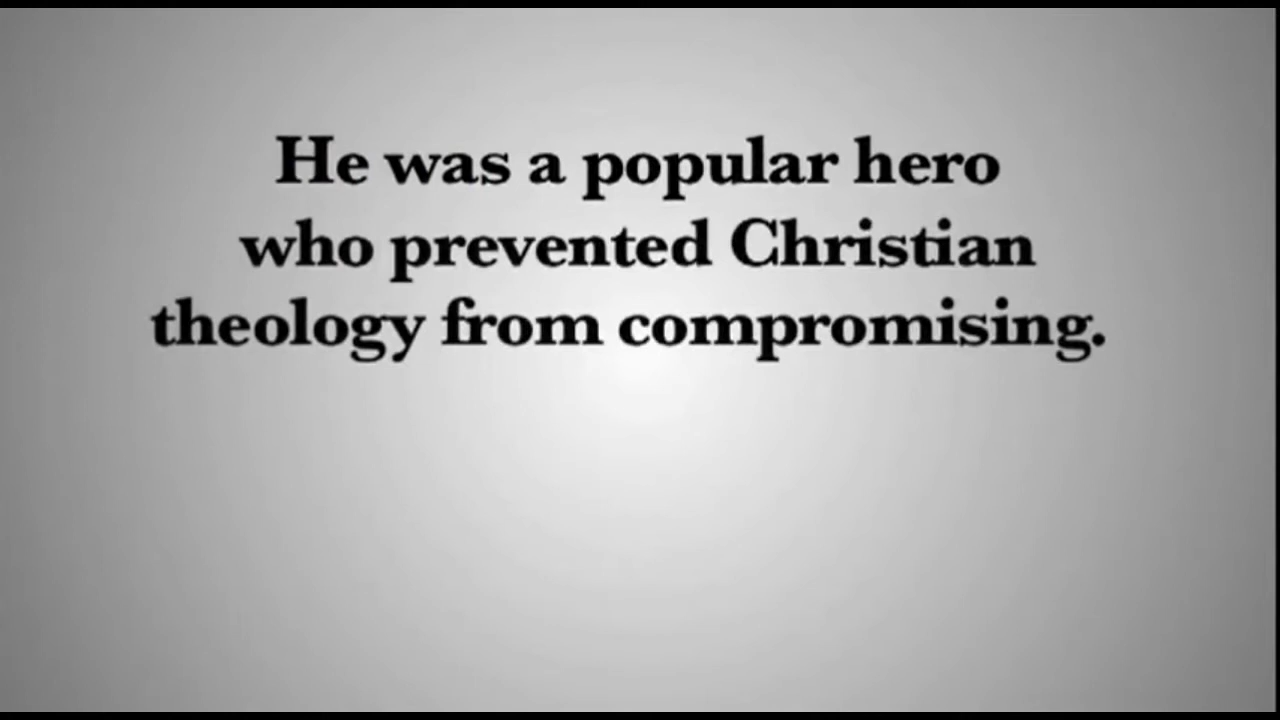 He was a popular hero
who prevented Christian
theology from compromising.